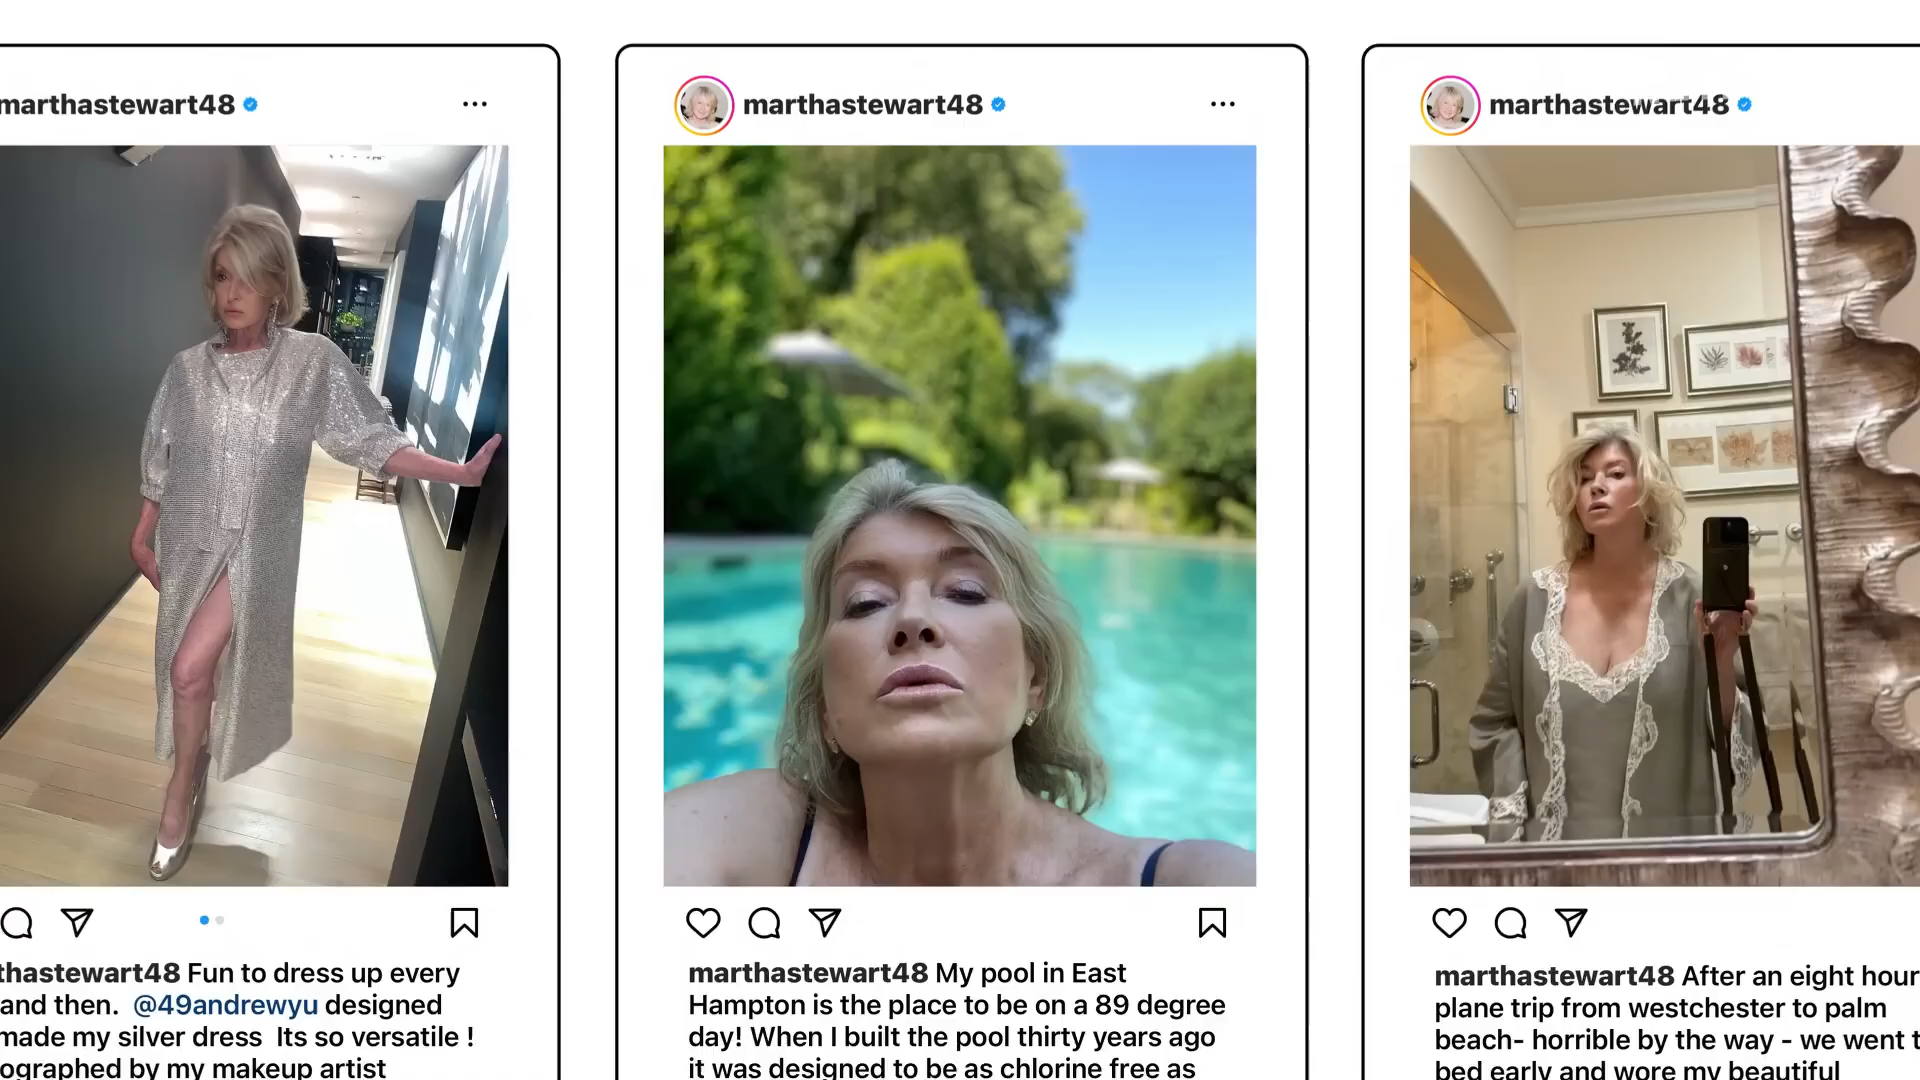 marthastewart48
thastewart48 Fun to dress up every
and then. @49andrewyu designed
made my silver dress Its so versatile !
ographed by my makeup artist
marthastewart48
marthastewart48 My pool in East
Hampton is the place to be on a 89 degree
day! When I built the pool thirty years ago
it was designed to be as chlorine free as
marthastewart48
marthastewart48 After an eight hour
plane trip from westchester to palm
beach- horrible by the way - we went t
bed early and wore my beautiful